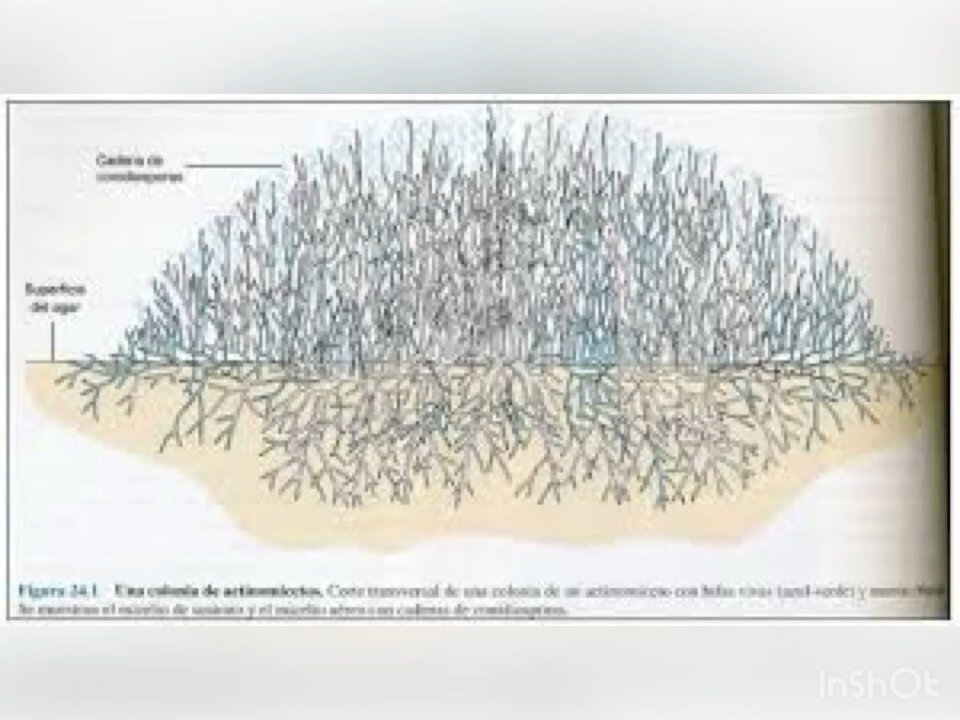 Cadena de
conidiosporas
Superficie
del agar
Figura 24.1 Una colonia de actinomicetos. Corte transversal de una colonia de un actinomiceto con hifas vivas (azul-verde) y
Se muestran el micelio de sustrato y el micelio aéreo con cadenas de conidiosporas.
InShOt